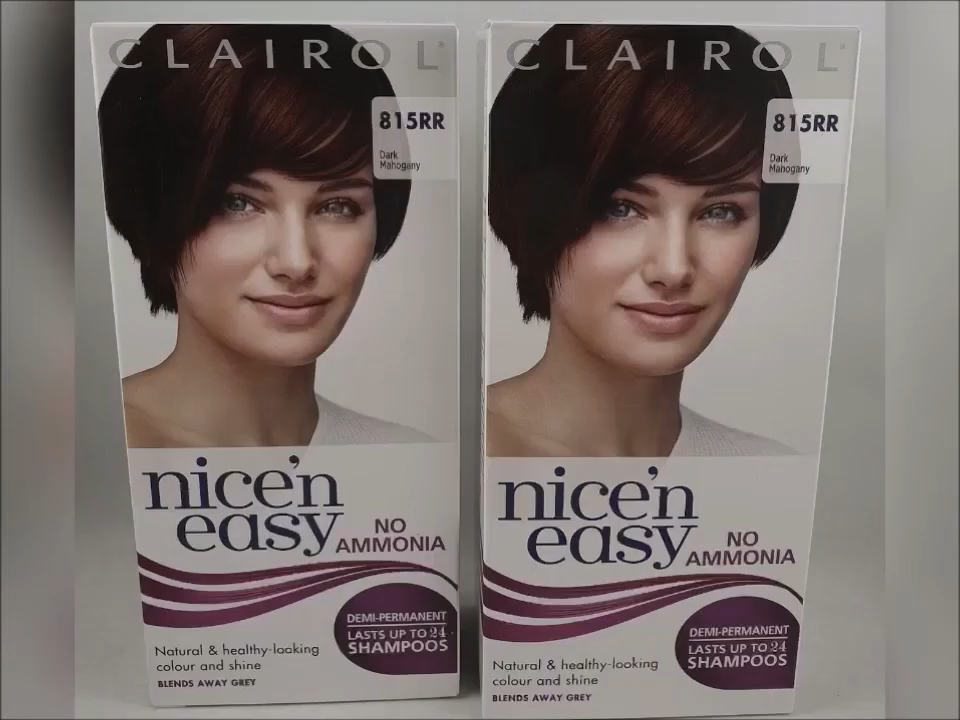 CLAIROL
815RR
Dark
Mahogany
nice'n
easy
NO
AMMONIA
DEMI-PERMANENT
LASTS UP TO 24
SHAMPOOS
Natural & healthy-looking
colour and shine
BLENDS AWAY GREY
CLAIROL
815RR
Dark
Mahogany
nice'n
easy
NO
AMMONIA
DEMI-PERMANENT
LASTS UP TO 24
SHAMPOOS
Natural & healthy-looking
colour and shine
BLENDS AWAY GREY